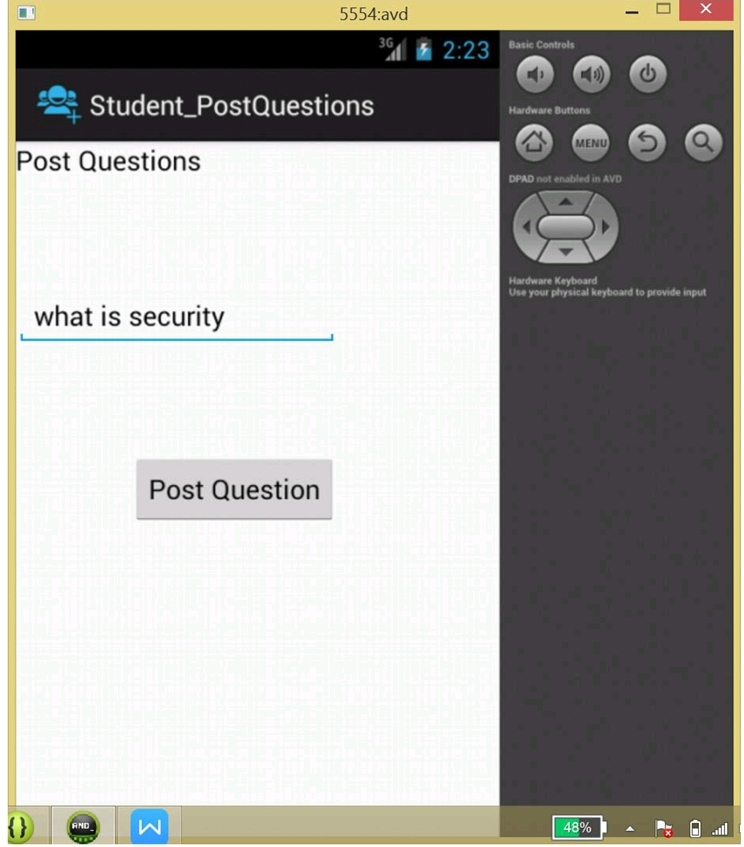 5554:avd
3G 2:23
Student_PostQuestions
Post Questions
what is security
Post Question
Basic Controls
Hardware Buttons
MENU
DPAD not enabled in AVD
Hardware Keyboard
Use your physical keyboard to provide input
{} AMD_ W 48%